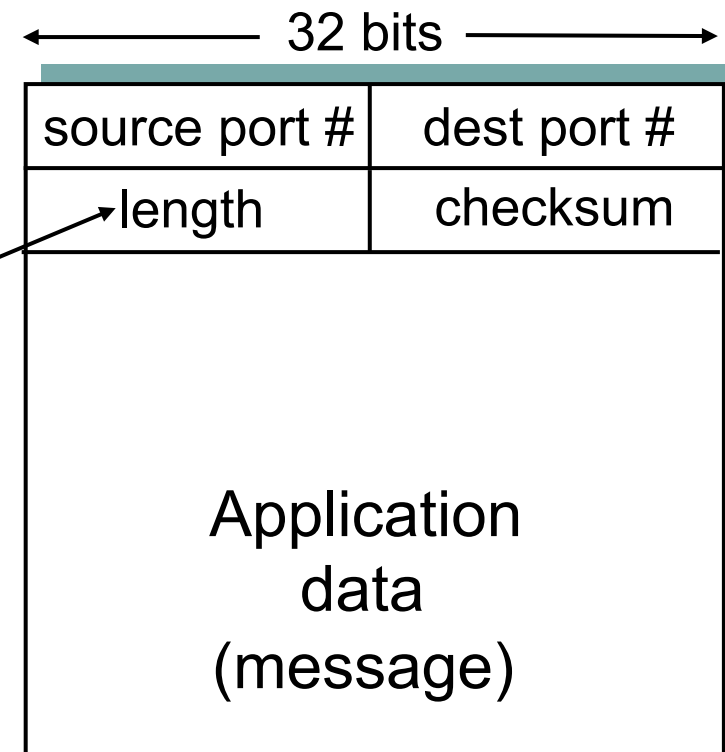 32 bits
source port # dest port #
length checksum
Application
data
(message)